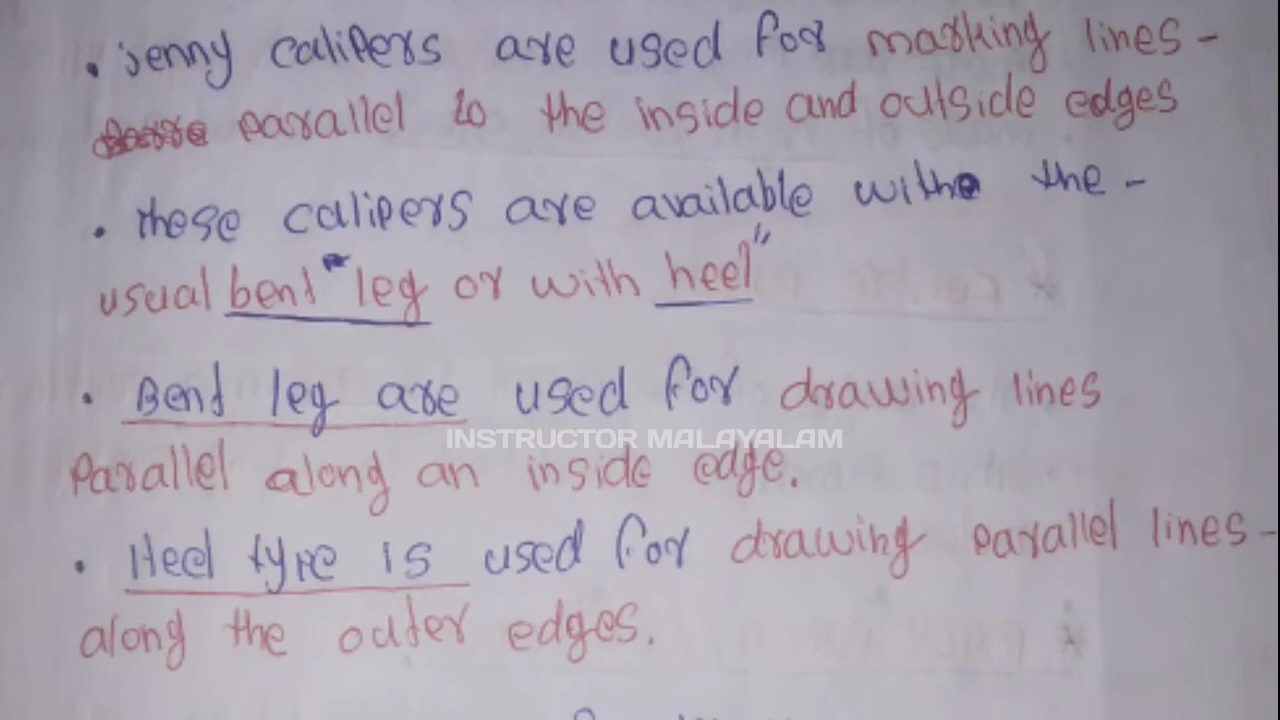 • Jenny calipers are used for marking lines -
parallel to the inside and outside edges
• these calipers are available with the -
usual bent leg or with heel"
• Bent leg are used for drawing lines
INSTRUCTOR MALAYALAM
Parallel along an inside edge.
• Heel type is used for drawing parallel lines -
along the outer edges.